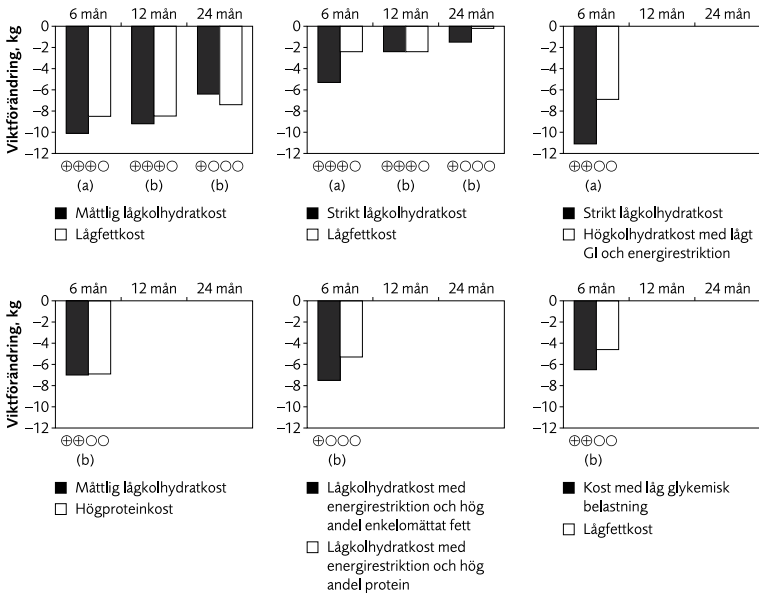 6 mån 12 mån 24 mån
Viktförändring, kg
0
−2
−4
−6
−8
−10
−12
⊕⊕⊕○ ⊕⊕⊕○ ⊕○○○
(a) (b) (b)
Måttlig lågkolhydratkost
Lågfettkost
6 mån 12 mån 24 mån
0
−2
−4
−6
−8
−10
−12
⊕⊕⊕○ ⊕⊕⊕○ ⊕○○○
(a) (b) (b)
Strikt lågkolhydratkost
Lågfettkost
6 mån 12 mån 24 mån
0
−2
−4
−6
−8
−10
−12
⊕⊕○○
(a)
Strikt lågkolhydratkost
Högkolhydratkost med lågt
GI och energirestriktion
6 mån 12 mån 24 mån
Viktförändring, kg
0
−2
−4
−6
−8
−10
−12
⊕⊕○○
(b)
Måttlig lågkolhydratkost
Högproteinkost
6 mån 12 mån 24 mån
0
−2
−4
−6
−8
−10
−12
⊕○○○
(b)
Lågkolhydratkost med
energirestriktion och hög
andel enkelomättat fett
Lågkolhydratkost med
energirestriktion och hög
andel protein
6 mån 12 mån 24 mån
0
−2
−4
−6
−8
−10
−12
⊕⊕○○
(b)
Kost med låg glykemisk
belastning
Lågfettkost